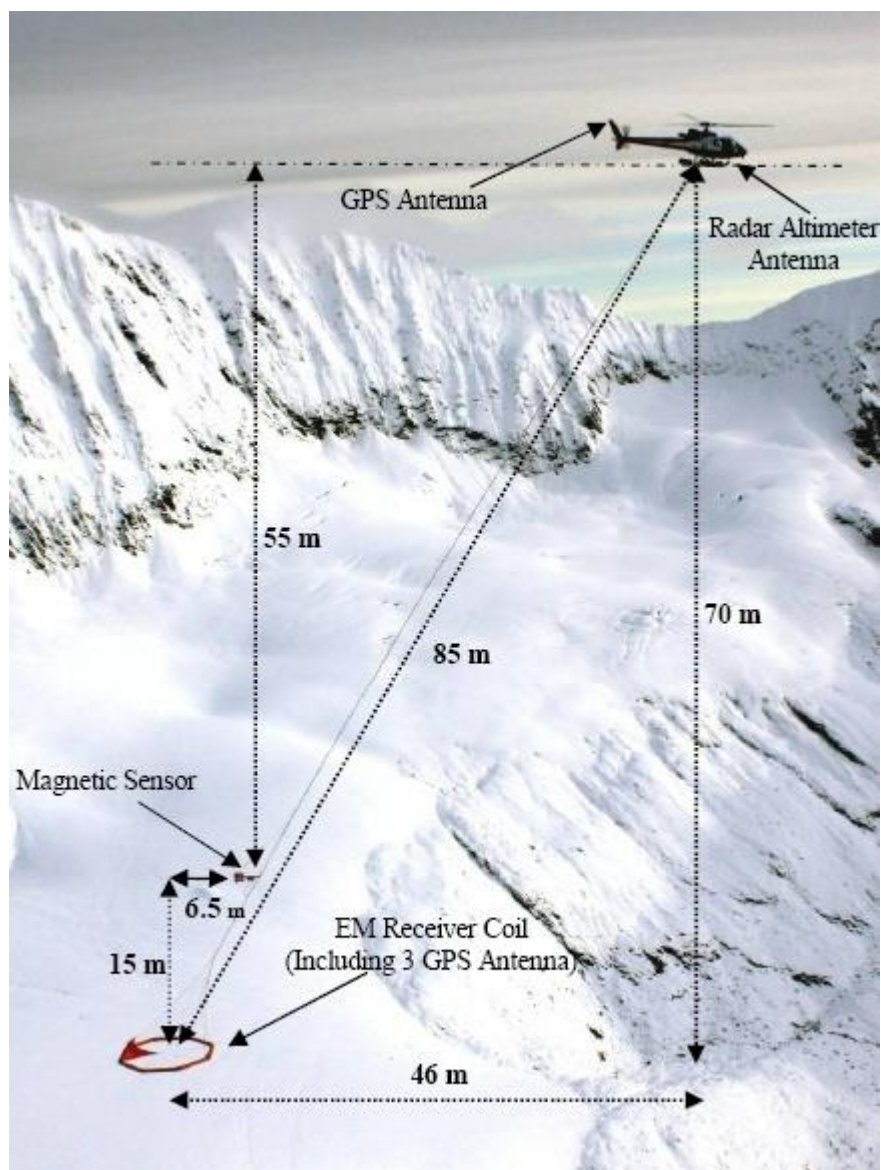 GPS Antenna
Radar Altimeter
Antenna
55 m
70 m
85 m
Magnetic Sensor
6.5 m
15 m
EM Receiver Coil
(Including 3 GPS Antenna)
46 m